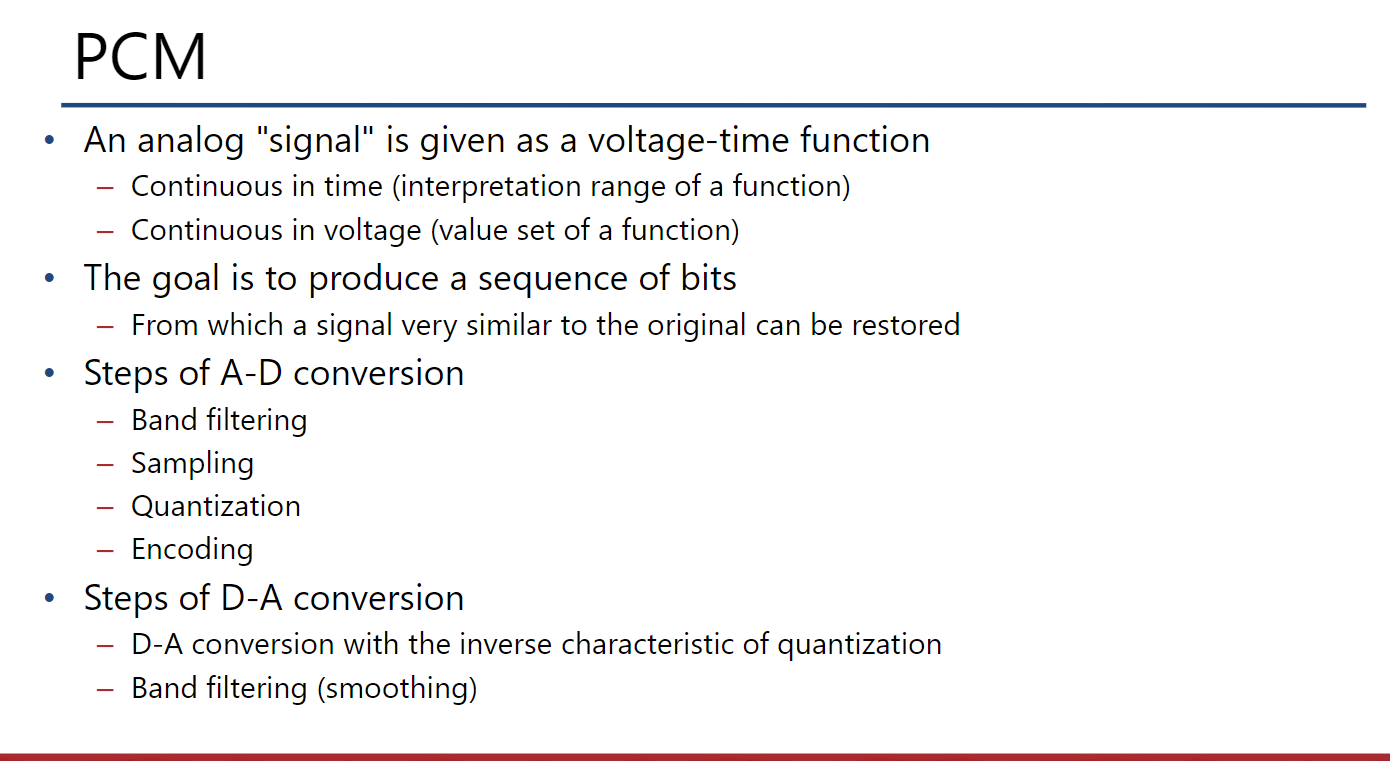 PCM
• An analog "signal" is given as a voltage-time function
– Continuous in time (interpretation range of a function)
– Continuous in voltage (value set of a function)
• The goal is to produce a sequence of bits
– From which a signal very similar to the original can be restored
• Steps of A-D conversion
– Band filtering
– Sampling
– Quantization
– Encoding
• Steps of D-A conversion
– D-A conversion with the inverse characteristic of quantization
– Band filtering (smoothing)